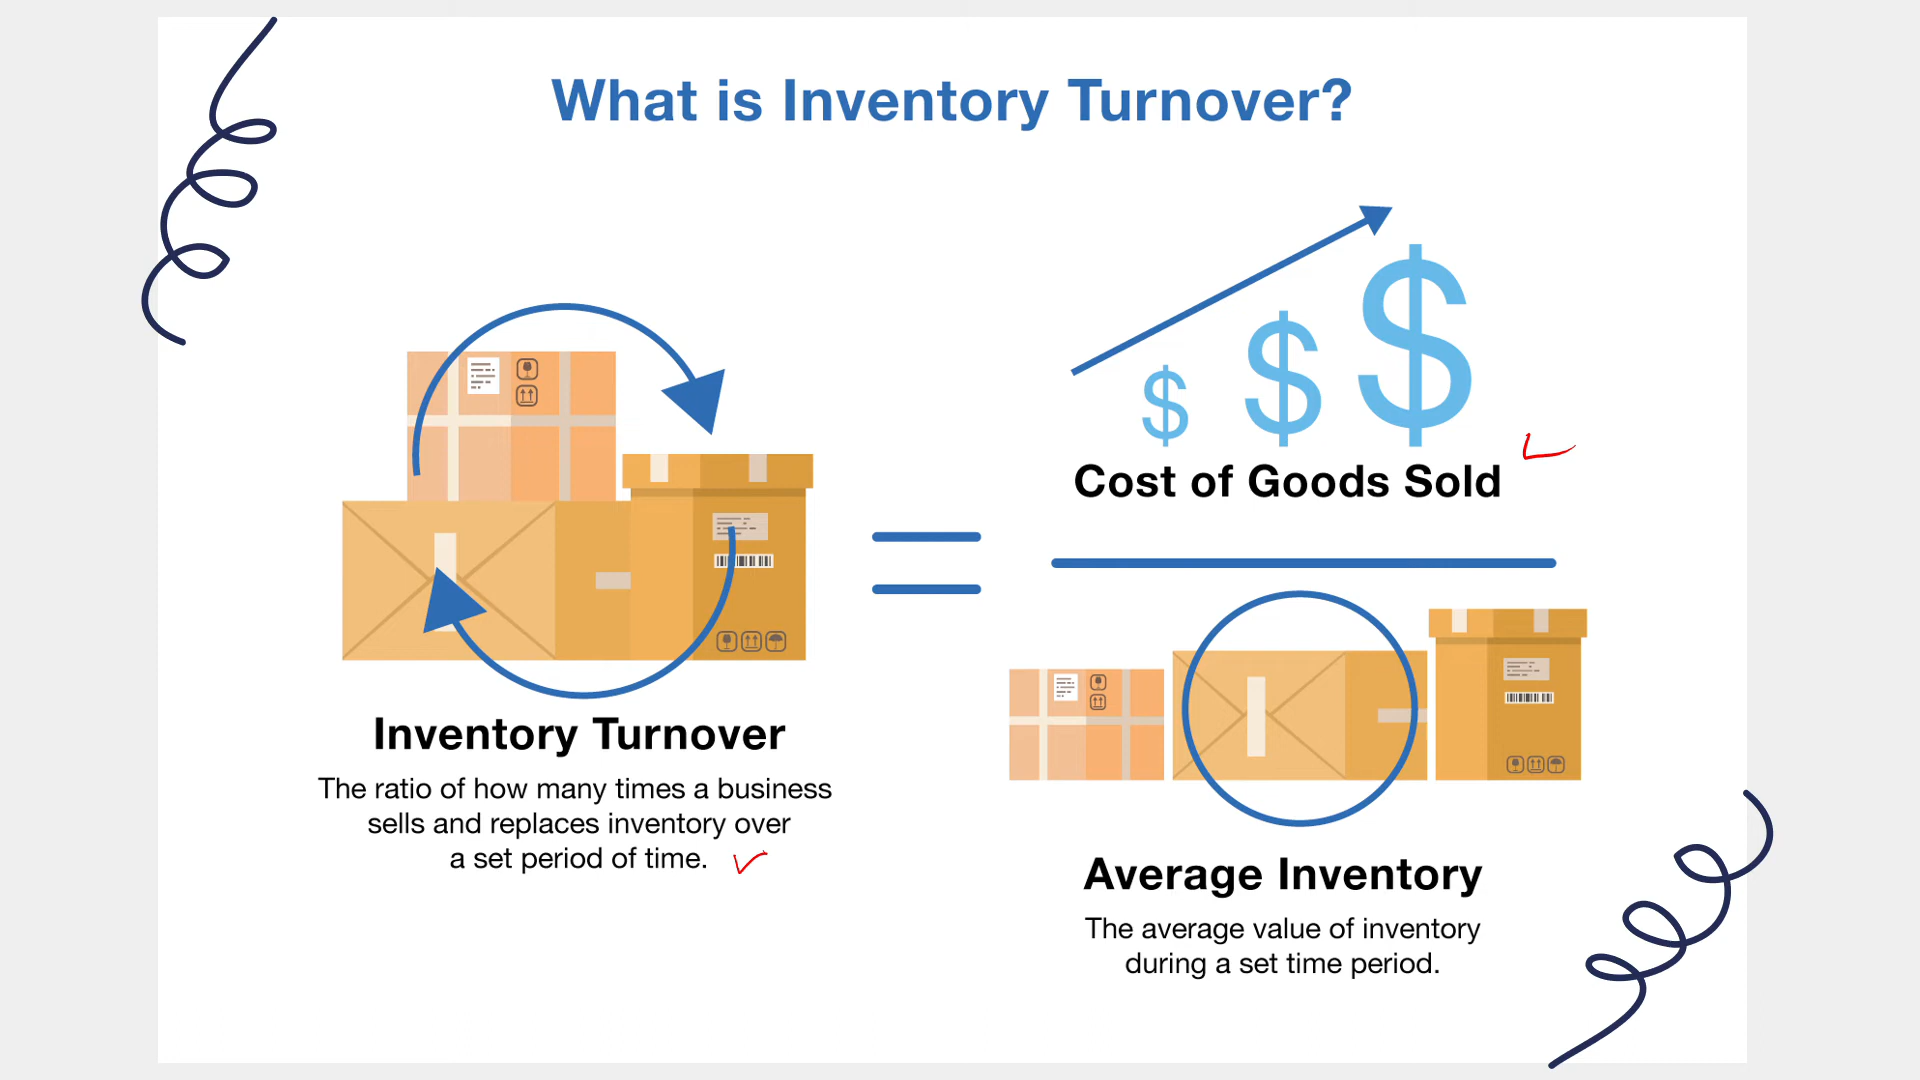 What is Inventory Turnover?
$ $ $
Cost of Goods Sold
Inventory Turnover
The ratio of how many times a business
sells and replaces inventory over
a set period of time.
Average Inventory
The average value of inventory
during a set time period.